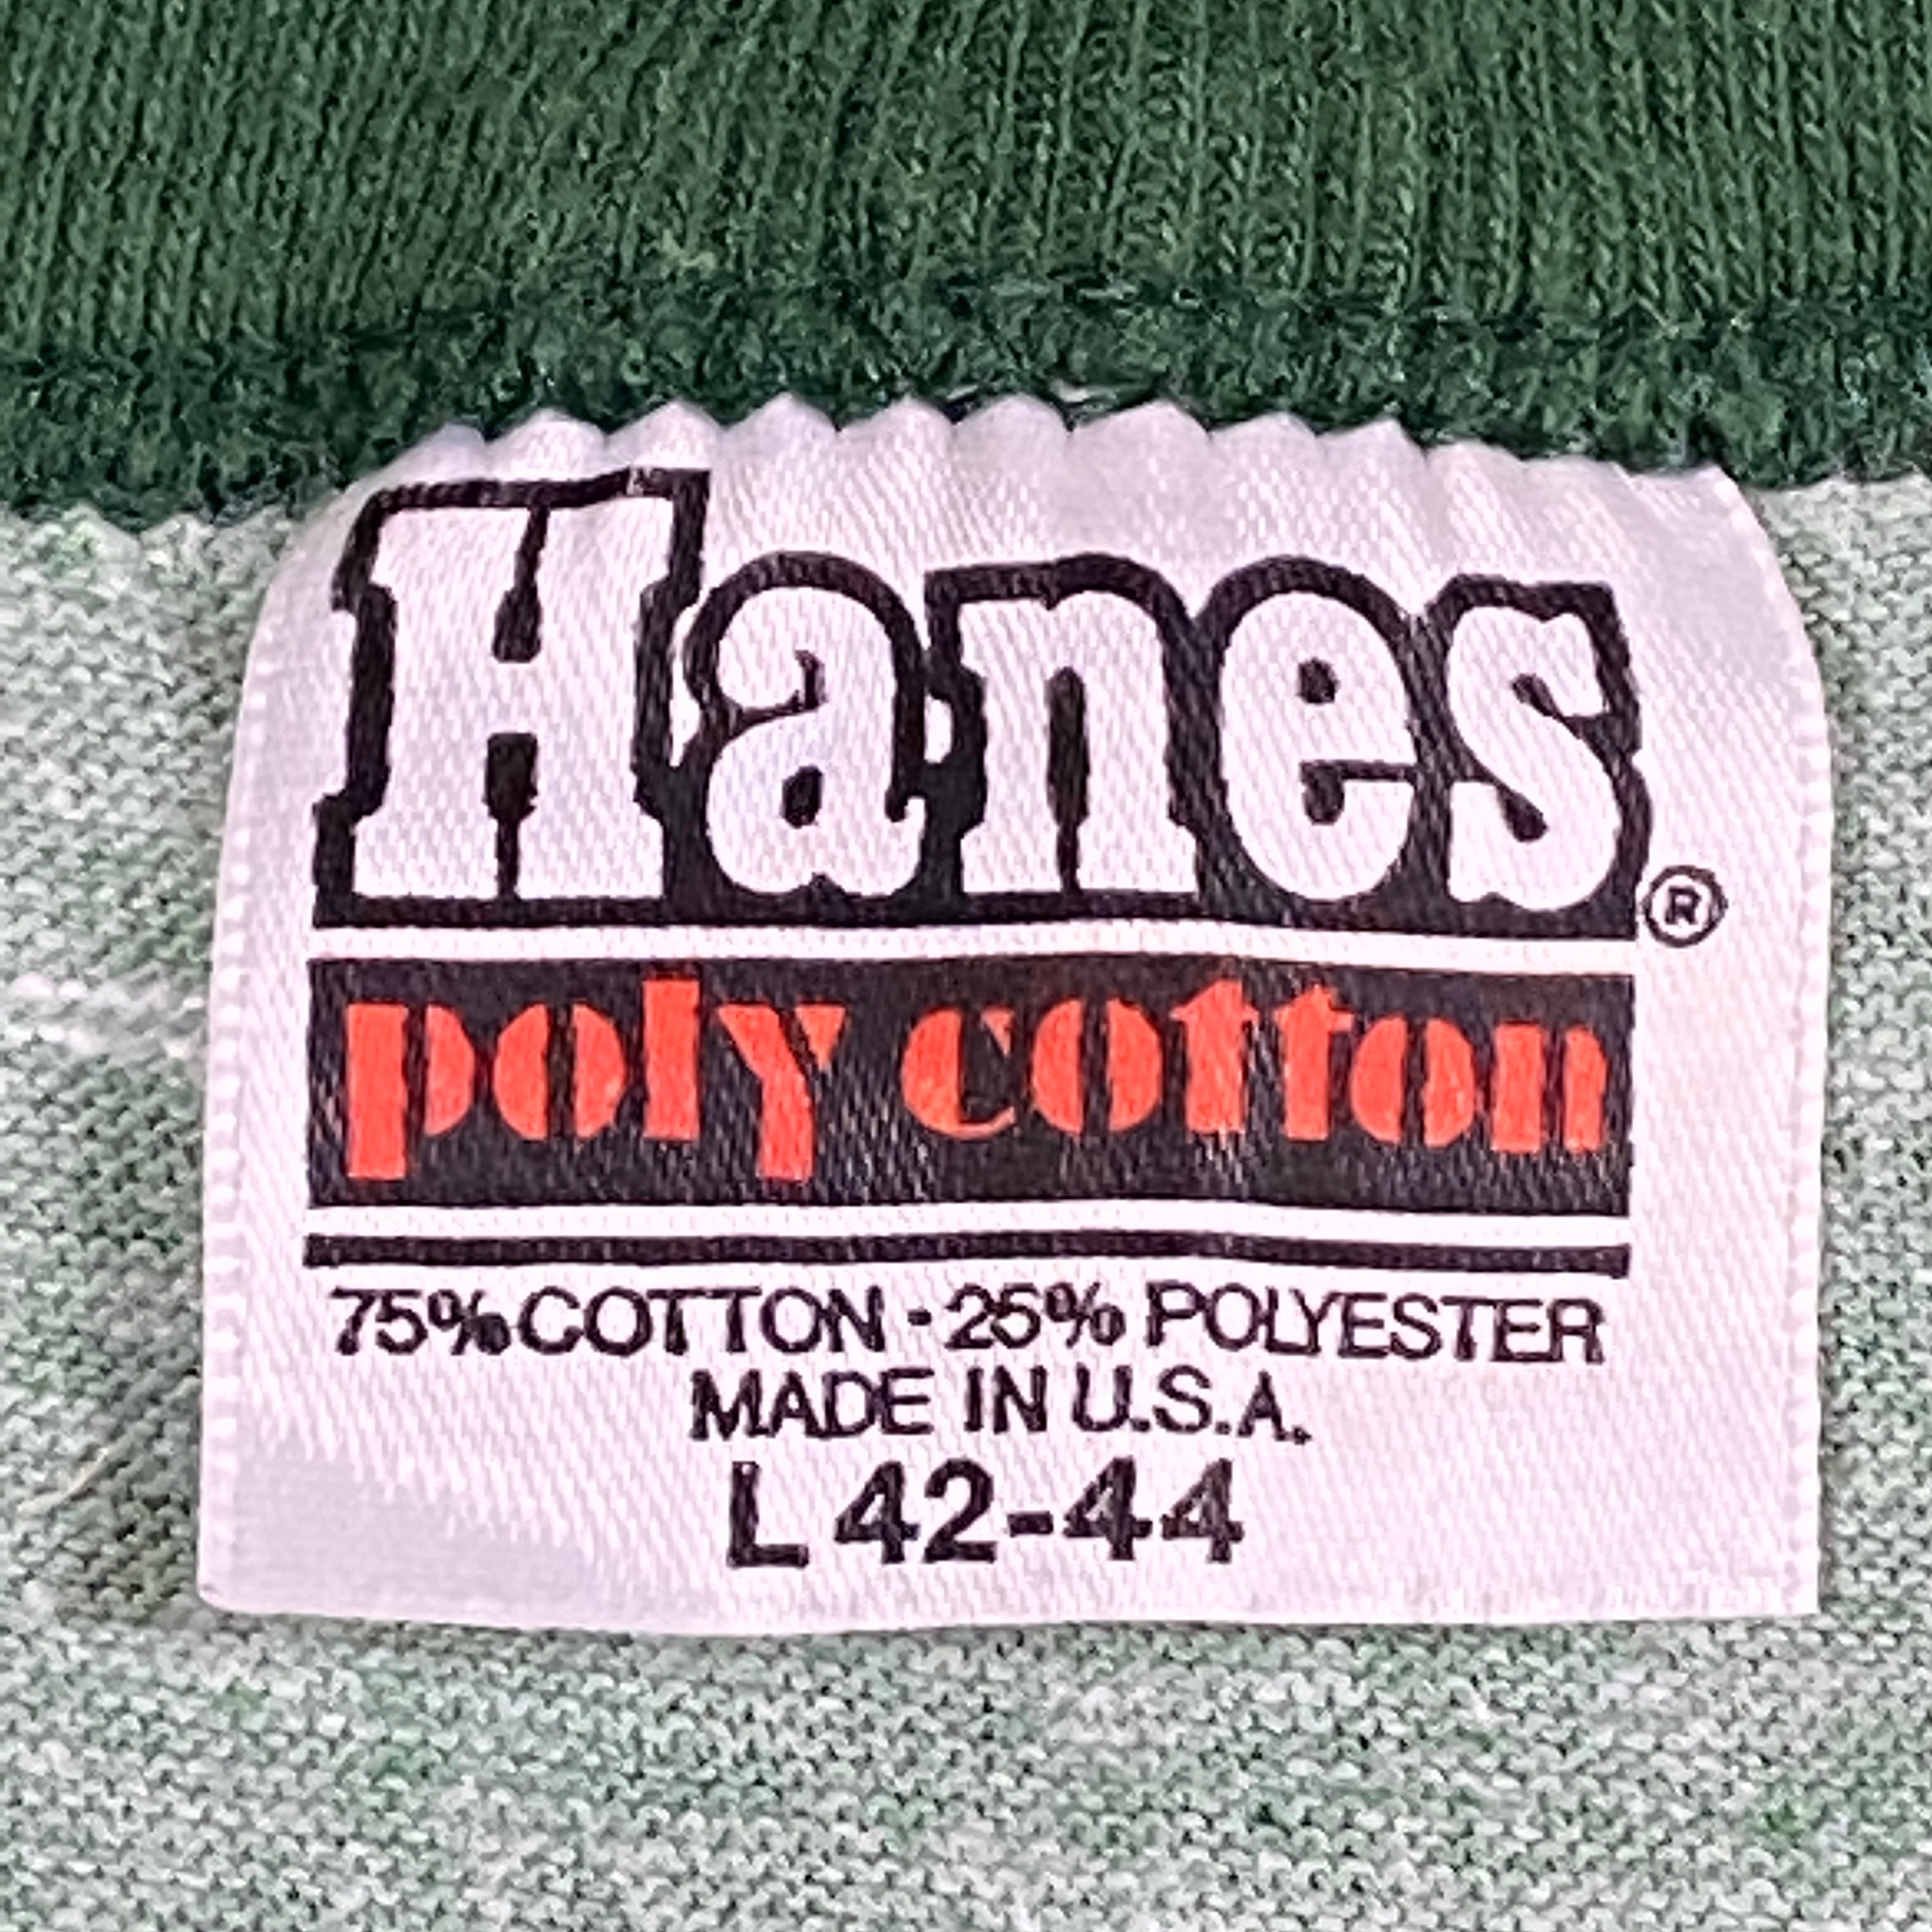 Hanes®
poly cotton
75% COTTON · 25% POLYESTER
MADE IN U.S.A.
L 42-44